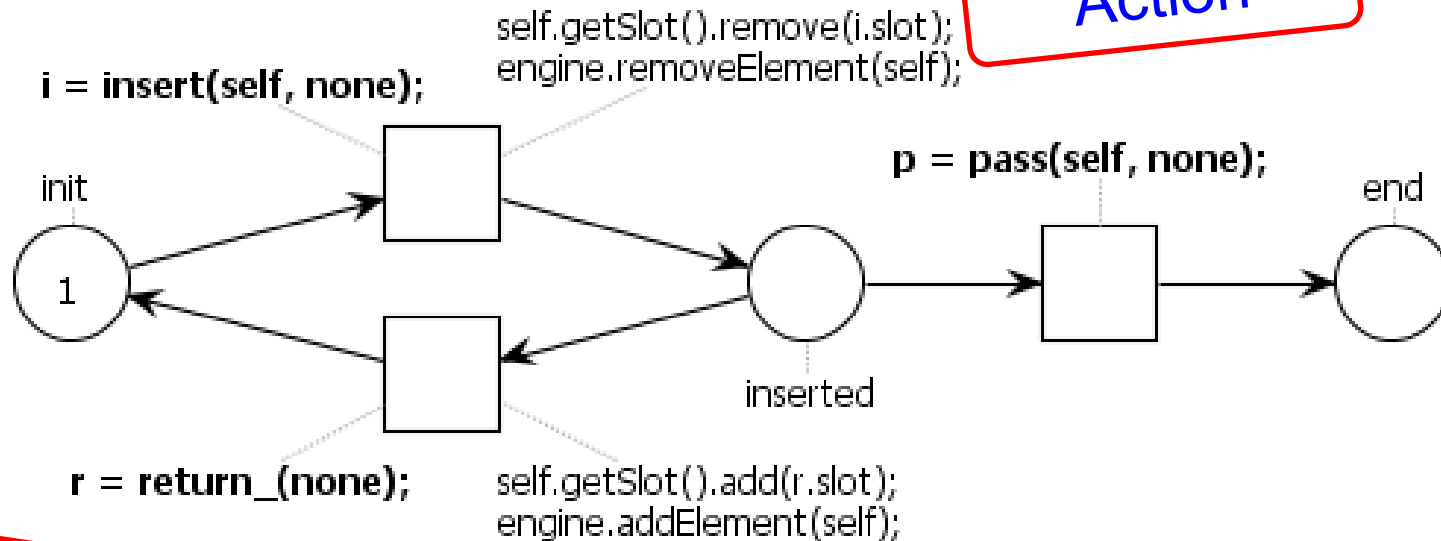 Action
self.getSlot().remove(i.slot);
engine.removeElement(self);
i = insert(self, none);
p = pass(self, none);
init
end
1
inserted
r = return_(none);
self.getSlot().add(r.slot);
engine.addElement(self);